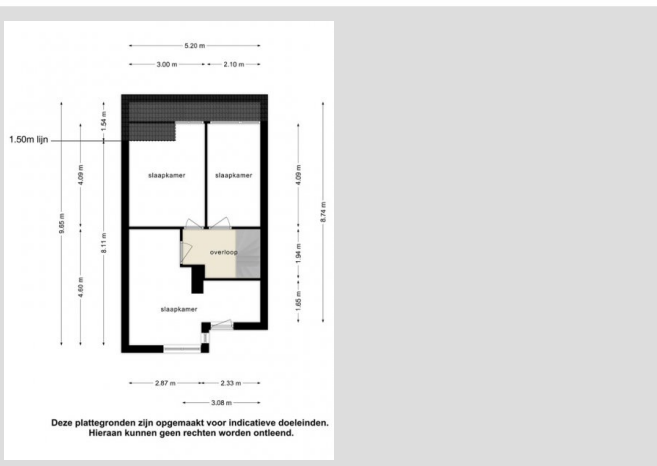 5.20 m
3.00 m
2.10 m
1.54 m
1.50m lijn
4.09 m
slaapkamer
slaapkamer
4.09 m
9.65 m
8.11 m
8.74 m
overloop
1.94 m
4.60 m
slaapkamer
1.65 m
2.87 m
2.33 m
3.08 m
Deze plattegronden zijn opgemaakt voor indicatieve doeleinden.
Hieraan kunnen geen rechten worden ontleend.